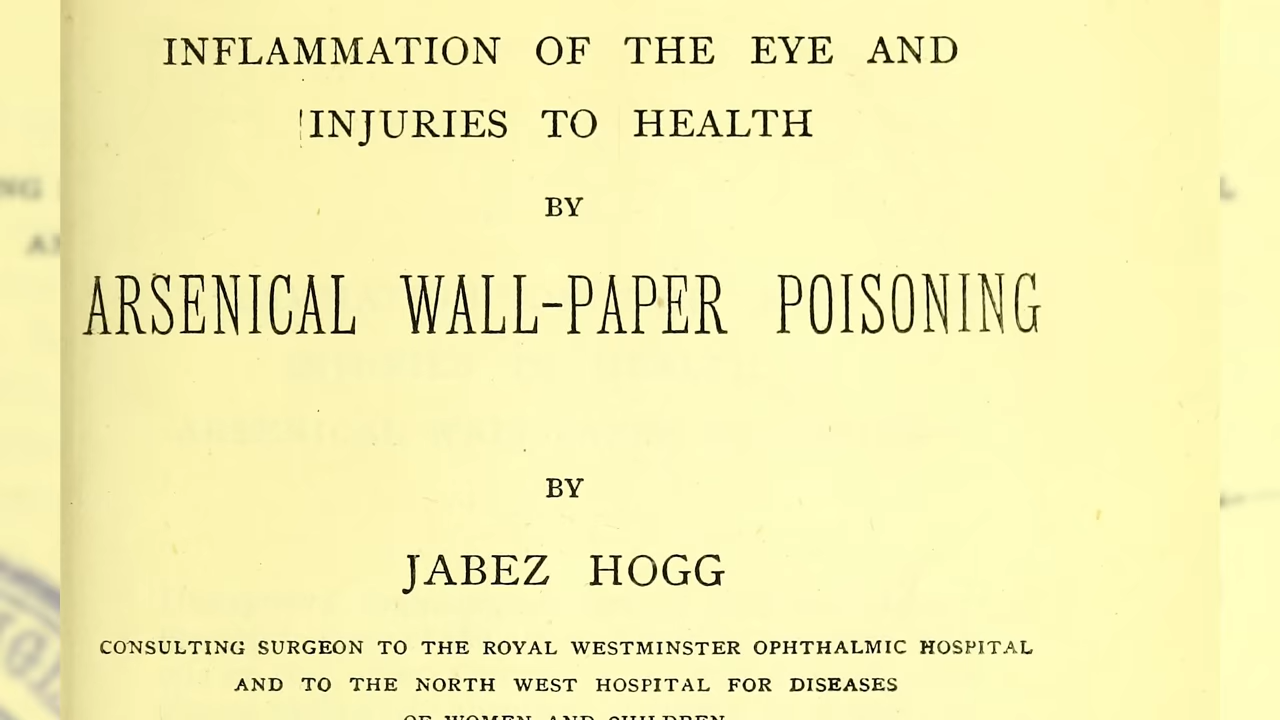 INFLAMMATION OF THE EYE AND
INJURIES TO HEALTH
BY
ARSENICAL WALL-PAPER POISONING
BY
JABEZ HOGG
CONSULTING SURGEON TO THE ROYAL WESTMINSTER OPHTHALMIC HOSPITAL
AND TO THE NORTH WEST HOSPITAL FOR DISEASES
OF WOMEN AND CHILDREN